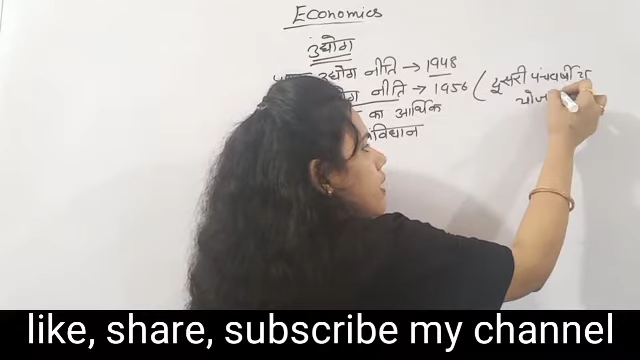 Economics
उद्योग
उद्योग नीति → 1948
नीति → 1956 ( दूसरी पंचवर्षीय
का आर्थिक
संविधान
like, share, subscribe my channel